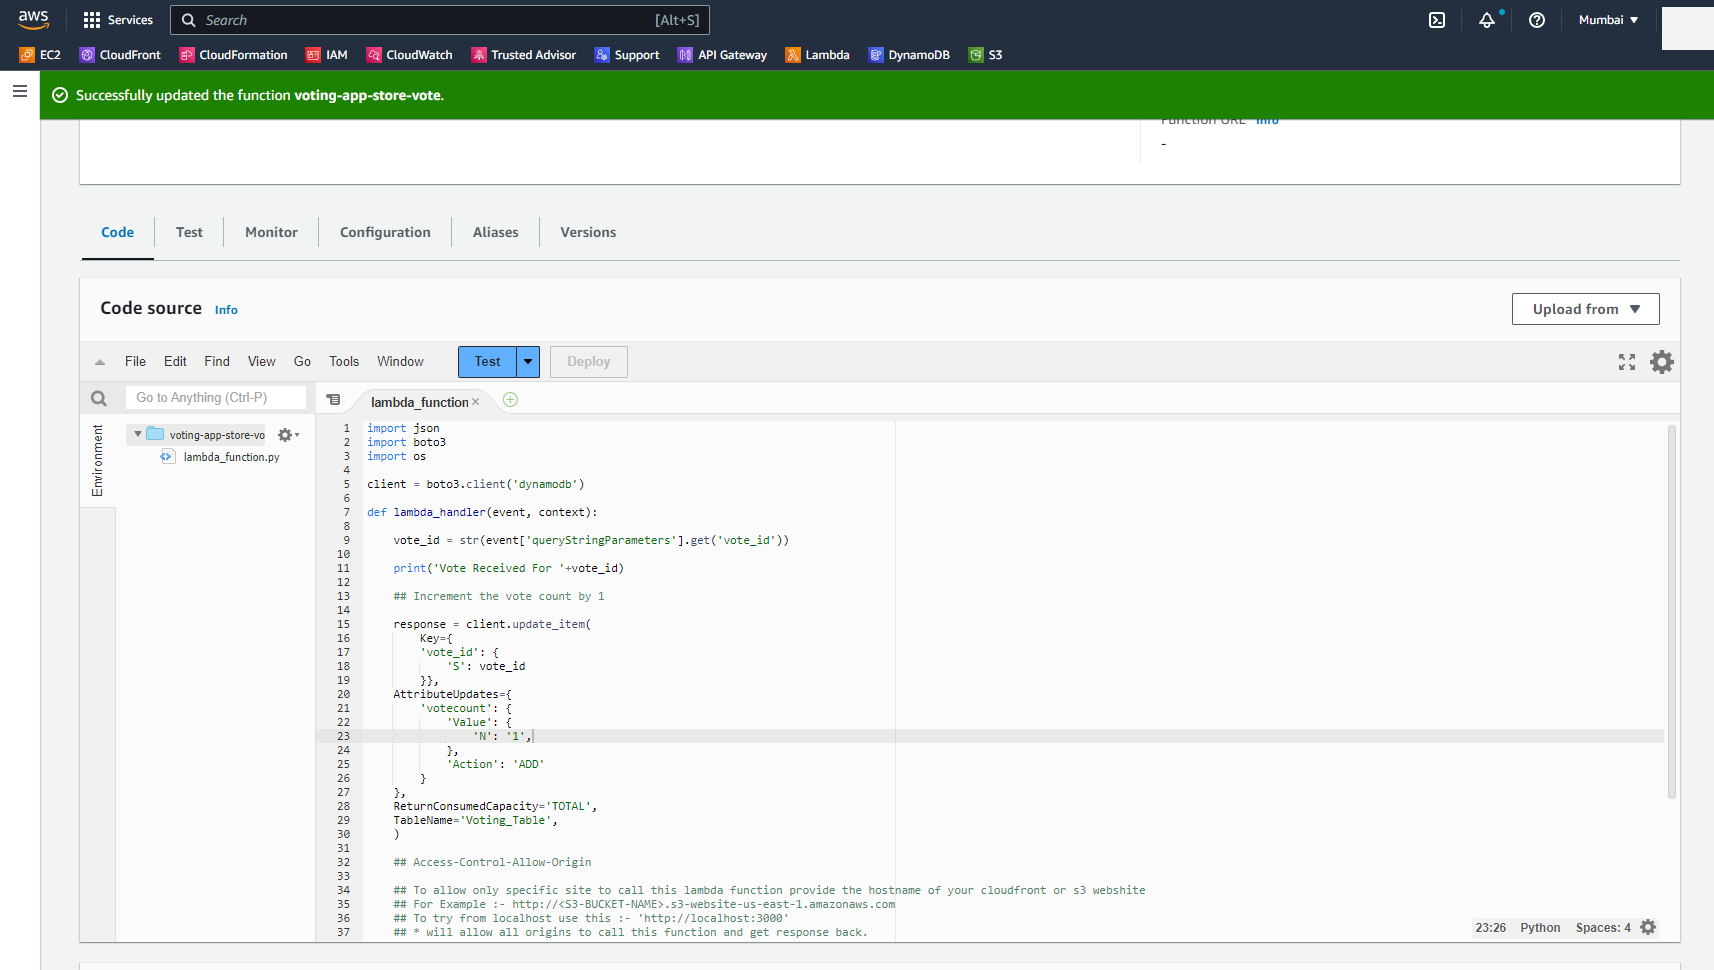 aws Services Search [Alt+S] Mumbai ▼
EC2 CloudFront CloudFormation IAM CloudWatch Trusted Advisor Support API Gateway Lambda DynamoDB S3
Successfully updated the function voting-app-store-vote.
Function URL Info
-
Code Test Monitor Configuration Aliases Versions
Code source Info Upload from ▼
File Edit Find View Go Tools Window Test Deploy
Go to Anything (Ctrl-P) lambda_function ×
Environment
voting-app-store-vo
lambda_function.py
1 import json
2 import boto3
3 import os
4
5 client = boto3.client('dynamodb')
6
7 def lambda_handler(event, context):
8
9 vote_id = str(event['queryStringParameters'].get('vote_id'))
10
11 print('Vote Received For '+vote_id)
12
13 ## Increment the vote count by 1
14
15 response = client.update_item(
16 Key={
17 'vote_id': {
18 'S': vote_id
19 }},
20 AttributeUpdates={
21 'votecount': {
22 'Value': {
23 'N': '1',
24 },
25 'Action': 'ADD'
26 }
27 },
28 ReturnConsumedCapacity='TOTAL',
29 TableName='Voting_Table',
30 )
31
32 ## Access-Control-Allow-Origin
33
34 ## To allow only specific site to call this lambda function provide the hostname of your cloudfront or s3 webshite
35 ## For Example :- http://<S3-BUCKET-NAME>.s3-website-us-east-1.amazonaws.com
36 ## To try from localhost use this :- 'http://localhost:3000'
37 ## * will allow all origins to call this function and get response back.
23:26 Python Spaces: 4